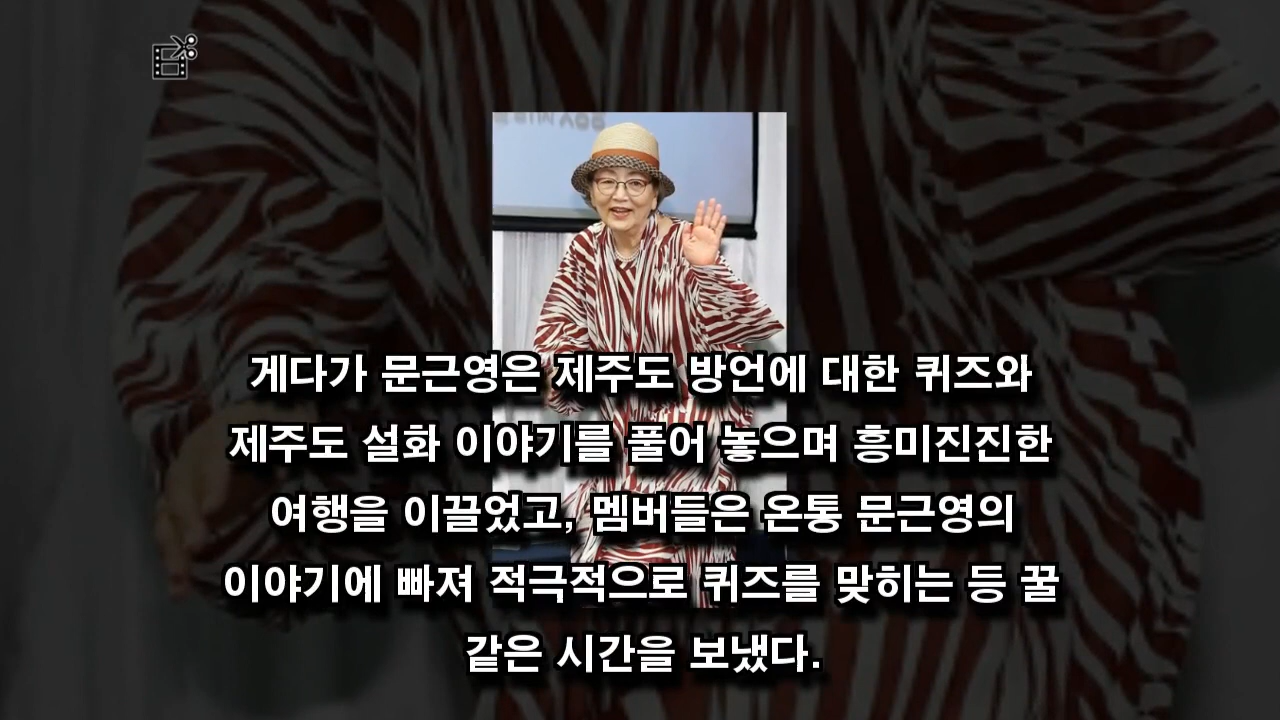 게다가 문근영은 제주도 방언에 대한 퀴즈와
제주도 설화 이야기를 풀어 놓으며 흥미진진한
여행을 이끌었고, 멤버들은 온통 문근영의
이야기에 빠져 적극적으로 퀴즈를 맞히는 등 꿀
같은 시간을 보냈다.